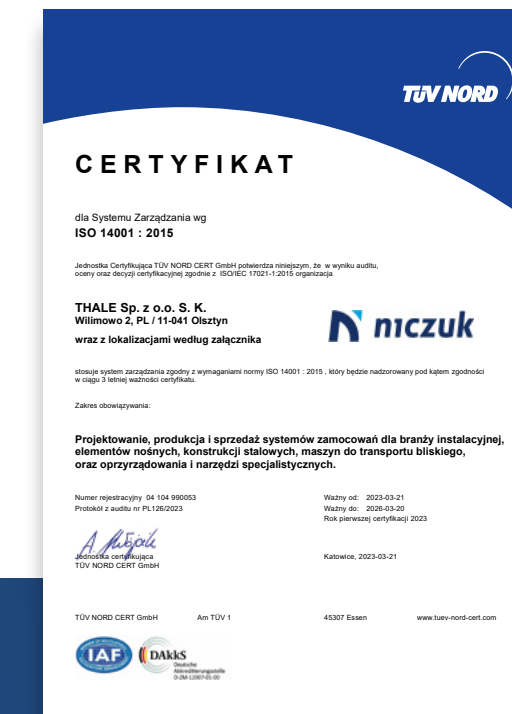 TÜV NORD
CERTYFIKAT
dla Systemu Zarządzania wg
ISO 14001 : 2015
Jednostka Certyfikująca TÜV NORD CERT GmbH potwierdza niniejszym, że w wyniku auditu,
oceny oraz decyzji certyfikacyjnej zgodnie z ISO/IEC 17021-1:2015 organizacja
THALE Sp. z o.o. S. K.
Wilimowo 2, PL / 11-041 Olsztyn
wraz z lokalizacjami według załącznika
niczuk
stosuje system zarządzania zgodny z wymaganiami normy ISO 14001 : 2015 , który będzie nadzorowany pod kątem zgodności
w ciągu 3 letniej ważności certyfikatu.
Zakres obowiązywania:
Projektowanie, produkcja i sprzedaż systemów zamocowań dla branży instalacyjnej,
elementów nośnych, konstrukcji stalowych, maszyn do transportu bliskiego,
oraz oprzyrządowania i narzędzi specjalistycznych.
Numer rejestracyjny 04 104 990053
Protokół z auditu nr PL126/2023
Ważny od: 2023-03-21
Ważny do: 2026-03-20
Rok pierwszej certyfikacji 2023
Jednostka certyfikująca
TÜV NORD CERT GmbH
Katowice, 2023-03-21
TÜV NORD CERT GmbH Am TÜV 1 45307 Essen www.tuev-nord-cert.com
IAF
DAkkS
Deutsche
Akkreditierungsstelle
D-ZM-12007-01-00